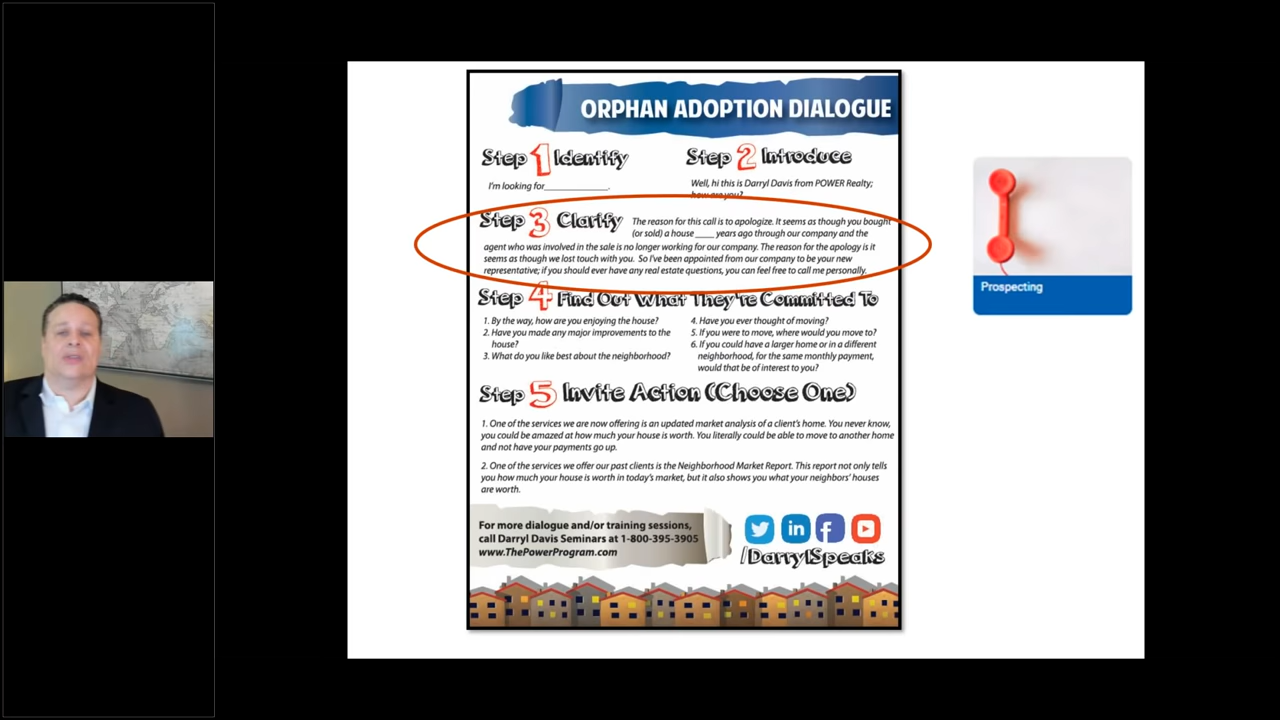 ORPHAN ADOPTION DIALOGUE
Step 1 Identify
I'm looking for____________.
Step 2 Introduce
Well, hi this is Darryl Davis from POWER Realty;
how are you?
Step 3 Clarify
The reason for this call is to apologize. It seems as though you bought
(or sold) a house ____ years ago through our company and the
agent who was involved in the sale is no longer working for our company. The reason for the apology is it
seems as though we lost touch with you. So I've been appointed from our company to be your new
representative; if you should ever have any real estate questions, you can feel free to call me personally.
Step 4 Find Out What They're Committed To
1. By the way, how are you enjoying the house?
2. Have you made any major improvements to the
house?
3. What do you like best about the neighborhood?
4. Have you ever thought of moving?
5. If you were to move, where would you move to?
6. If you could have a larger home or in a different
neighborhood, for the same monthly payment,
would that be of interest to you?
Step 5 Invite Action (Choose One)
1. One of the services we are now offering is an updated market analysis of a client's home. You never know,
you could be amazed at how much your house is worth. You literally could be able to move to another home
and not have your payments go up.
2. One of the services we offer our past clients is the Neighborhood Market Report. This report not only tells
you how much your house is worth in today's market, but it also shows you what your neighbors' houses
are worth.
For more dialogue and/or training sessions,
call Darryl Davis Seminars at 1-800-395-3905
www.ThePowerProgram.com
in f
/DarrylSpeaks
Prospecting